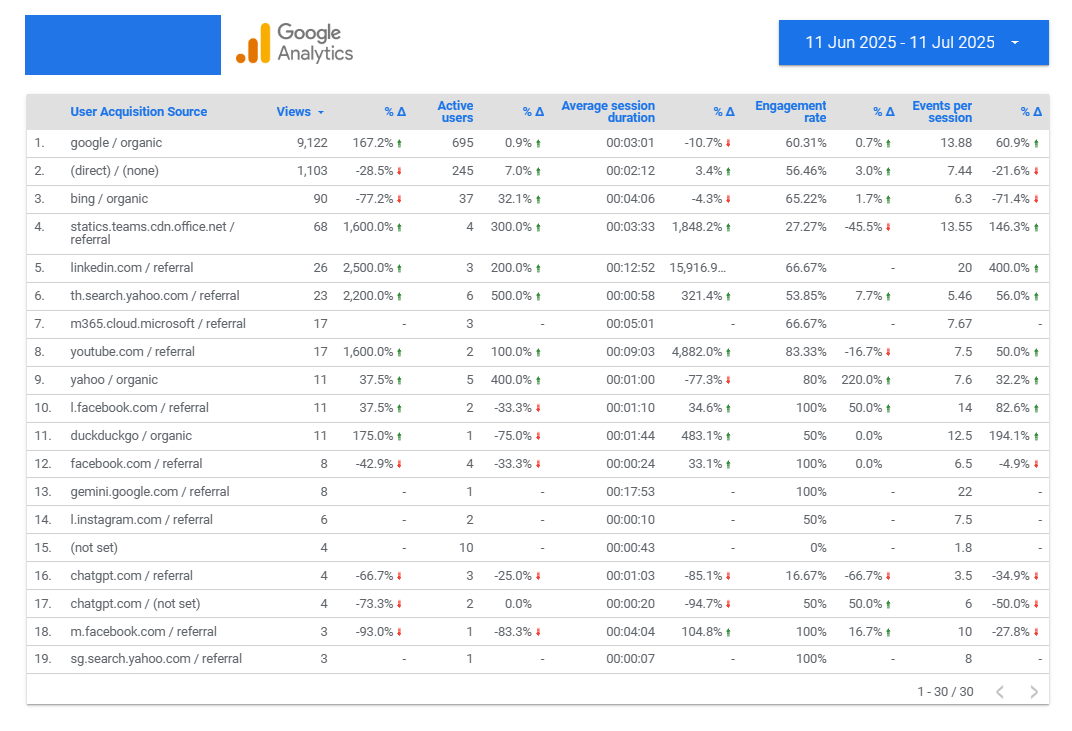 Google
Analytics
11 Jun 2025 - 11 Jul 2025
User Acquisition Source Views % Δ Active users % Δ Average session duration % Δ Engagement rate % Δ Events per session % Δ
1. google / organic 9,122 167.2% 695 0.9% 00:03:01 -10.7% 60.31% 0.7% 13.88 60.9%
2. (direct) / (none) 1,103 -28.5% 245 7.0% 00:02:12 3.4% 56.46% 3.0% 7.44 -21.6%
3. bing / organic 90 -77.2% 37 32.1% 00:04:06 -4.3% 65.22% 1.7% 6.3 -71.4%
4. statics.teams.cdn.office.net / referral 68 1,600.0% 4 300.0% 00:03:33 1,848.2% 27.27% -45.5% 13.55 146.3%
5. linkedin.com / referral 26 2,500.0% 3 200.0% 00:12:52 15,916.9... 66.67% - 20 400.0%
6. th.search.yahoo.com / referral 23 2,200.0% 6 500.0% 00:00:58 321.4% 53.85% 7.7% 5.46 56.0%
7. m365.cloud.microsoft / referral 17 - 3 - 00:05:01 - 66.67% - 7.67 -
8. youtube.com / referral 17 1,600.0% 2 100.0% 00:09:03 4,882.0% 83.33% -16.7% 7.5 50.0%
9. yahoo / organic 11 37.5% 5 400.0% 00:01:00 -77.3% 80% 220.0% 7.6 32.2%
10. l.facebook.com / referral 11 37.5% 2 -33.3% 00:01:10 34.6% 100% 50.0% 14 82.6%
11. duckduckgo / organic 11 175.0% 1 -75.0% 00:01:44 483.1% 50% 0.0% 12.5 194.1%
12. facebook.com / referral 8 -42.9% 4 -33.3% 00:00:24 33.1% 100% 0.0% 6.5 -4.9%
13. gemini.google.com / referral 8 - 1 - 00:17:53 - 100% - 22 -
14. l.instagram.com / referral 6 - 2 - 00:00:10 - 50% - 7.5 -
15. (not set) 4 - 10 - 00:00:43 - 0% - 1.8 -
16. chatgpt.com / referral 4 -66.7% 3 -25.0% 00:01:03 -85.1% 16.67% -66.7% 3.5 -34.9%
17. chatgpt.com / (not set) 4 -73.3% 2 0.0% 00:00:20 -94.7% 50% 50.0% 6 -50.0%
18. m.facebook.com / referral 3 -93.0% 1 -83.3% 00:04:04 104.8% 100% 16.7% 10 -27.8%
19. sg.search.yahoo.com / referral 3 - 1 - 00:00:07 - 100% - 8 -
1 - 30 / 30